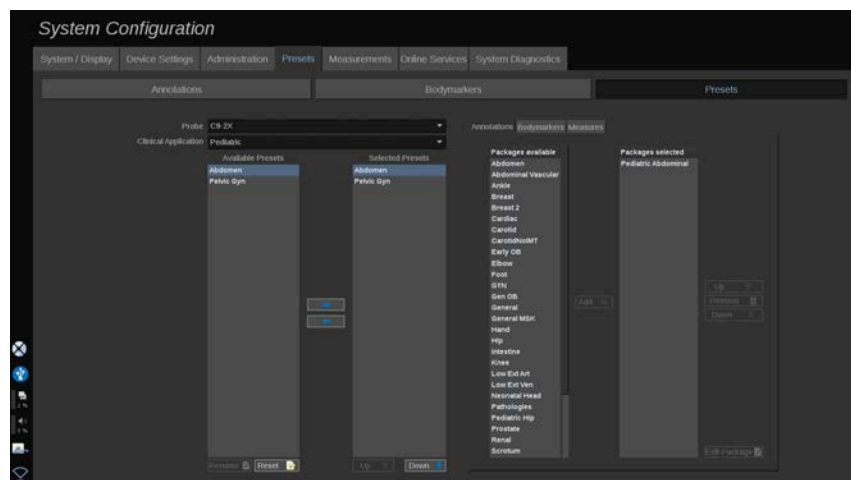 System Configuration
System / Display Device Settings Administration Presets Measurements Online Services System Diagnostics
Annotations Bodymarkers Presets
Probe C9-2X
Clinical Application Pediatric
Available Presets Selected Presets
Abdomen Abdomen
Pelvic Gyn Pelvic Gyn
Reset
Up Down
Annotations Bodymarkers Measures
Packages available Packages selected
Abdomen Pediatric Abdominal
Abdominal Vascular
Ankle
Breast
Breast 2
Cardiac
Carotid
CarotidNoIMT
Early OB
Elbow
Foot
GYN
Gen OB
General
General MSK
Hand
Hip
Intestine
Knee
Low Ext Art
Low Ext Ven
Neonatal Head
Pathologies
Pediatric Hip
Prostate
Renal
Scrotum
Add
Up
Remove
Down
Edit Package